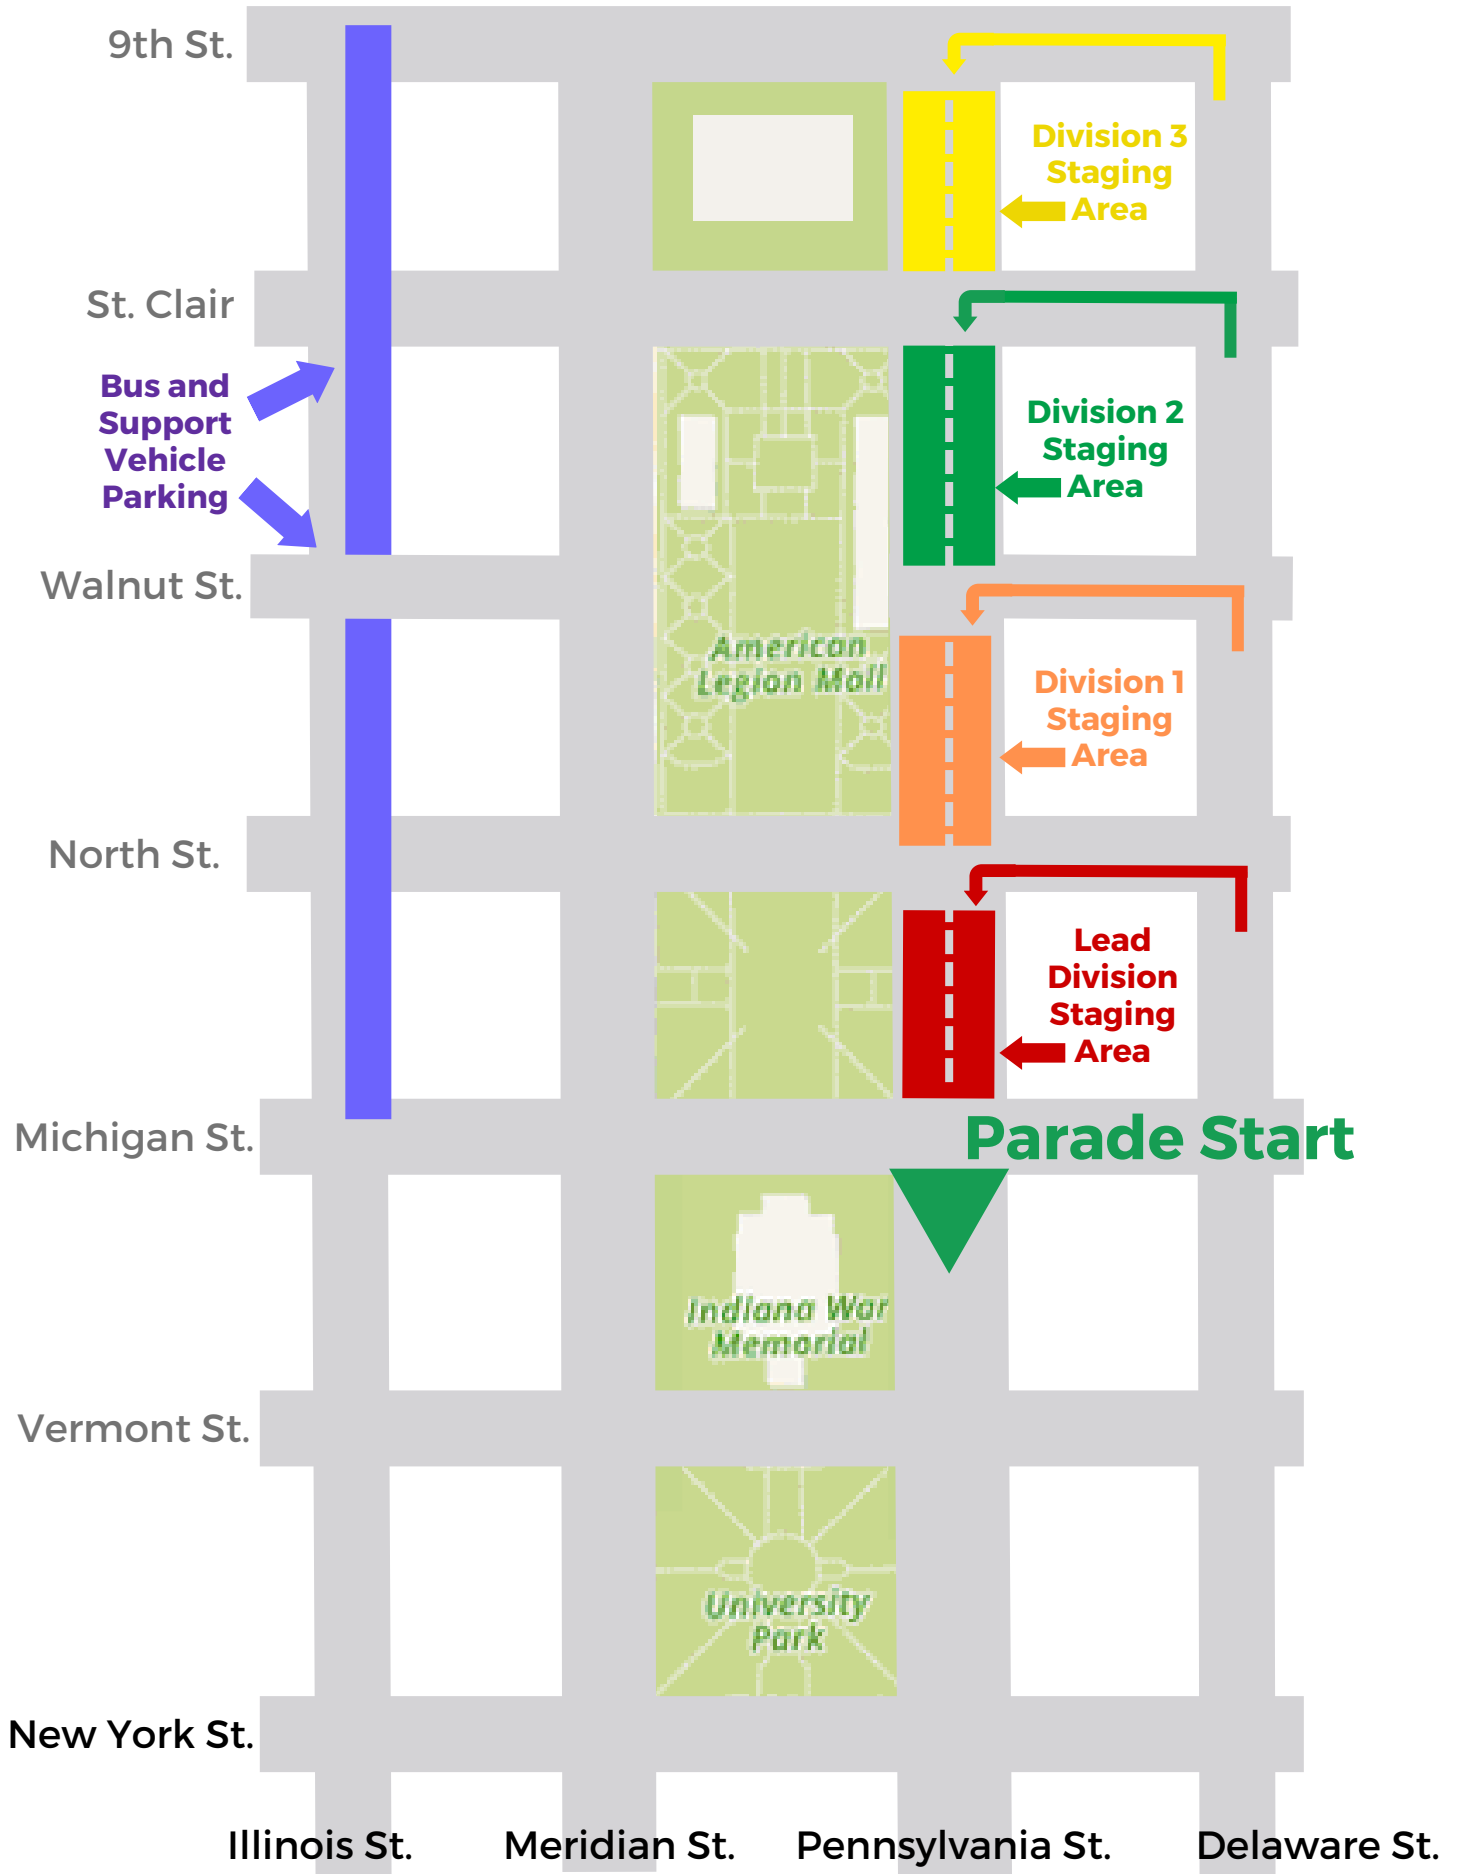 9th St.
Division 3
Staging
Area
St. Clair
Bus and
Support
Vehicle
Parking
Division 2
Staging
Area
Walnut St.
American
Legion Mall
Division 1
Staging
Area
North St.
Lead
Division
Staging
Area
Michigan St.
Parade Start
Indiana War
Memorial
Vermont St.
University
Park
New York St.
Illinois St.
Meridian St.
Pennsylvania St.
Delaware St.